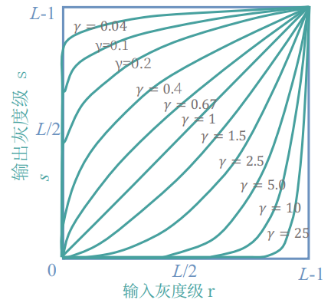 L-1
γ = 0.04
γ=0.1
γ=0.2
γ = 0.4
γ = 0.67
γ = 1
γ = 1.5
γ = 2.5
γ = 5.0
γ = 10
γ = 25
输出灰度级 s
L/2
s
0
L/2
L-1
输入灰度级 r